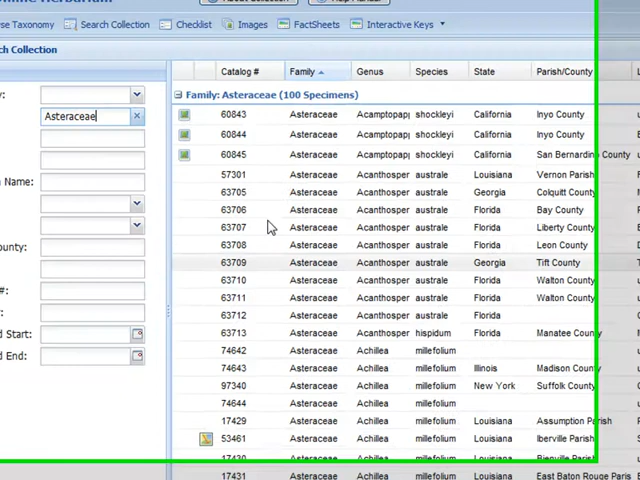 wse Taxonomy Search Collection Checklist Images FactSheets Interactive Keys
ch Collection
Catalog # Family Genus Species State Parish/County
y:
Family: Asteraceae (100 Specimens)
Asteraceae
60843 Asteraceae Acamptopapp shockleyi California Inyo County
60844 Asteraceae Acamptopapp shockleyi California Inyo County
60845 Asteraceae Acamptopapp shockleyi California San Bernardino County
57301 Asteraceae Acanthosper australe Louisiana Vernon Parish
n Name:
63705 Asteraceae Acanthosper australe Georgia Colquitt County
63706 Asteraceae Acanthosper australe Florida Bay County
63707 Asteraceae Acanthosper australe Florida Liberty County
ounty:
63708 Asteraceae Acanthosper australe Florida Leon County
63709 Asteraceae Acanthosper australe Georgia Tift County
63710 Asteraceae Acanthosper australe Florida Walton County
#:
63711 Asteraceae Acanthosper australe Florida Walton County
63712 Asteraceae Acanthosper australe Florida
d Start:
63713 Asteraceae Acanthosper hispidum Florida Manatee County
d End:
74642 Asteraceae Achillea millefolium
74643 Asteraceae Achillea millefolium Illinois Madison County
97340 Asteraceae Achillea millefolium New York Suffolk County
74644 Asteraceae Achillea millefolium
17429 Asteraceae Achillea millefolium Louisiana Assumption Parish
53461 Asteraceae Achillea millefolium Louisiana Iberville Parish
17430 Asteraceae Achillea millefolium Louisiana Bienville Parish
17431 Asteraceae Achillea millefolium Louisiana East Baton Rouge Paris